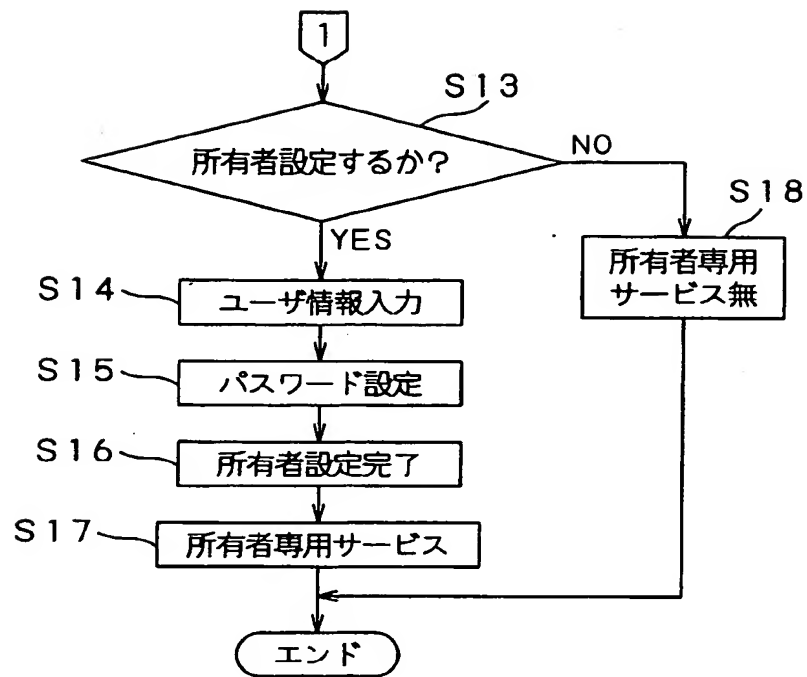 1
S13
所有者設定するか?
NO
YES
S18
所有者専用
サービス無
S14
ユーザ情報入力
S15
パスワード設定
S16
所有者設定完了
S17
所有者専用サービス
エンド